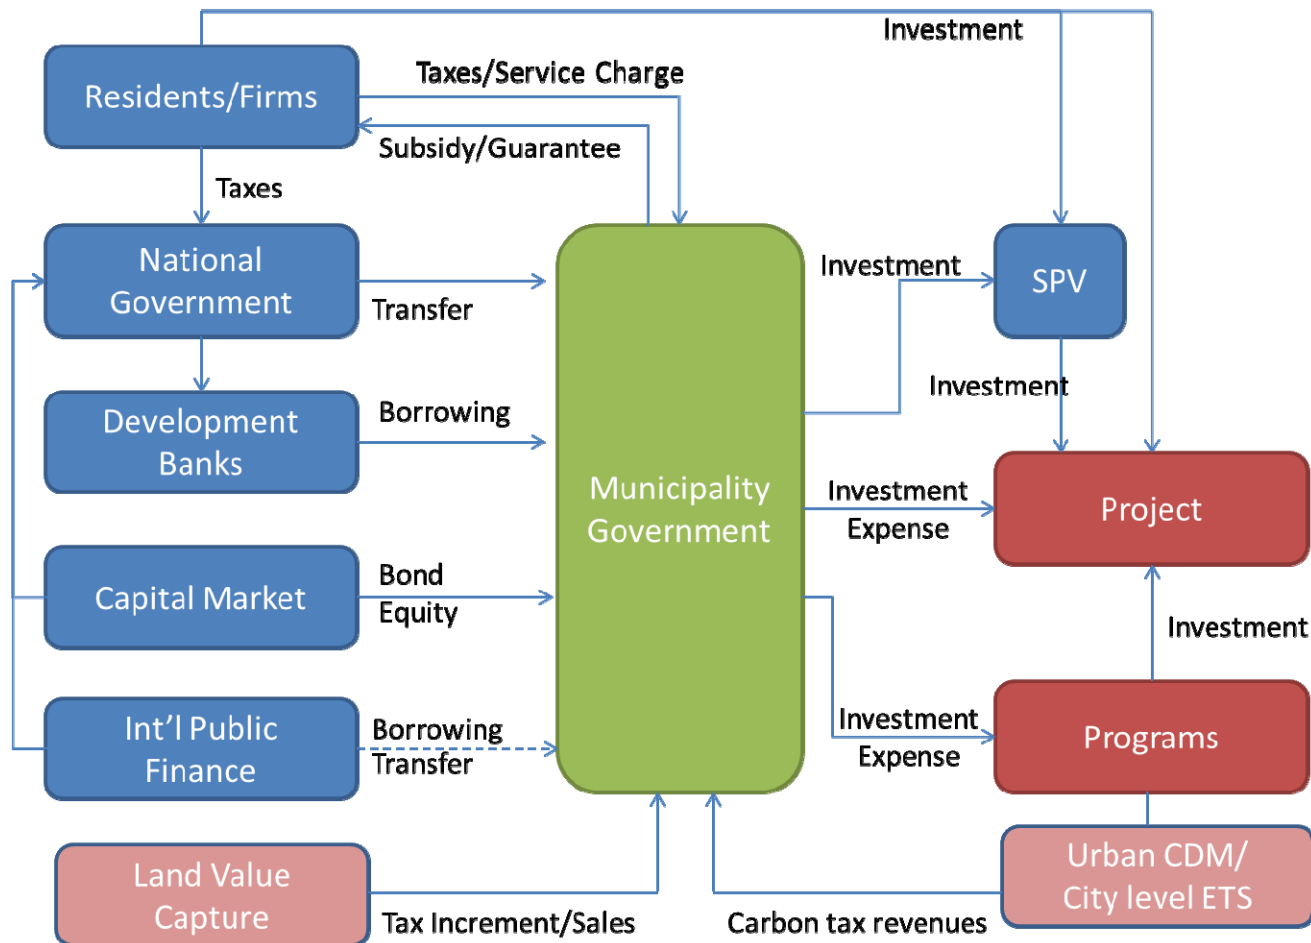 Investment
Residents/Firms
Taxes/Service Charge
Subsidy/Guarantee
Taxes
National
Government
Transfer
Investment
SPV
Investment
Development
Banks
Borrowing
Municipality
Government
Investment
Expense
Project
Capital Market
Bond
Equity
Investment
Int'l Public
Finance
Borrowing
Transfer
Investment
Expense
Programs
Land Value
Capture
Tax Increment/Sales
Carbon tax revenues
Urban CDM/
City level ETS